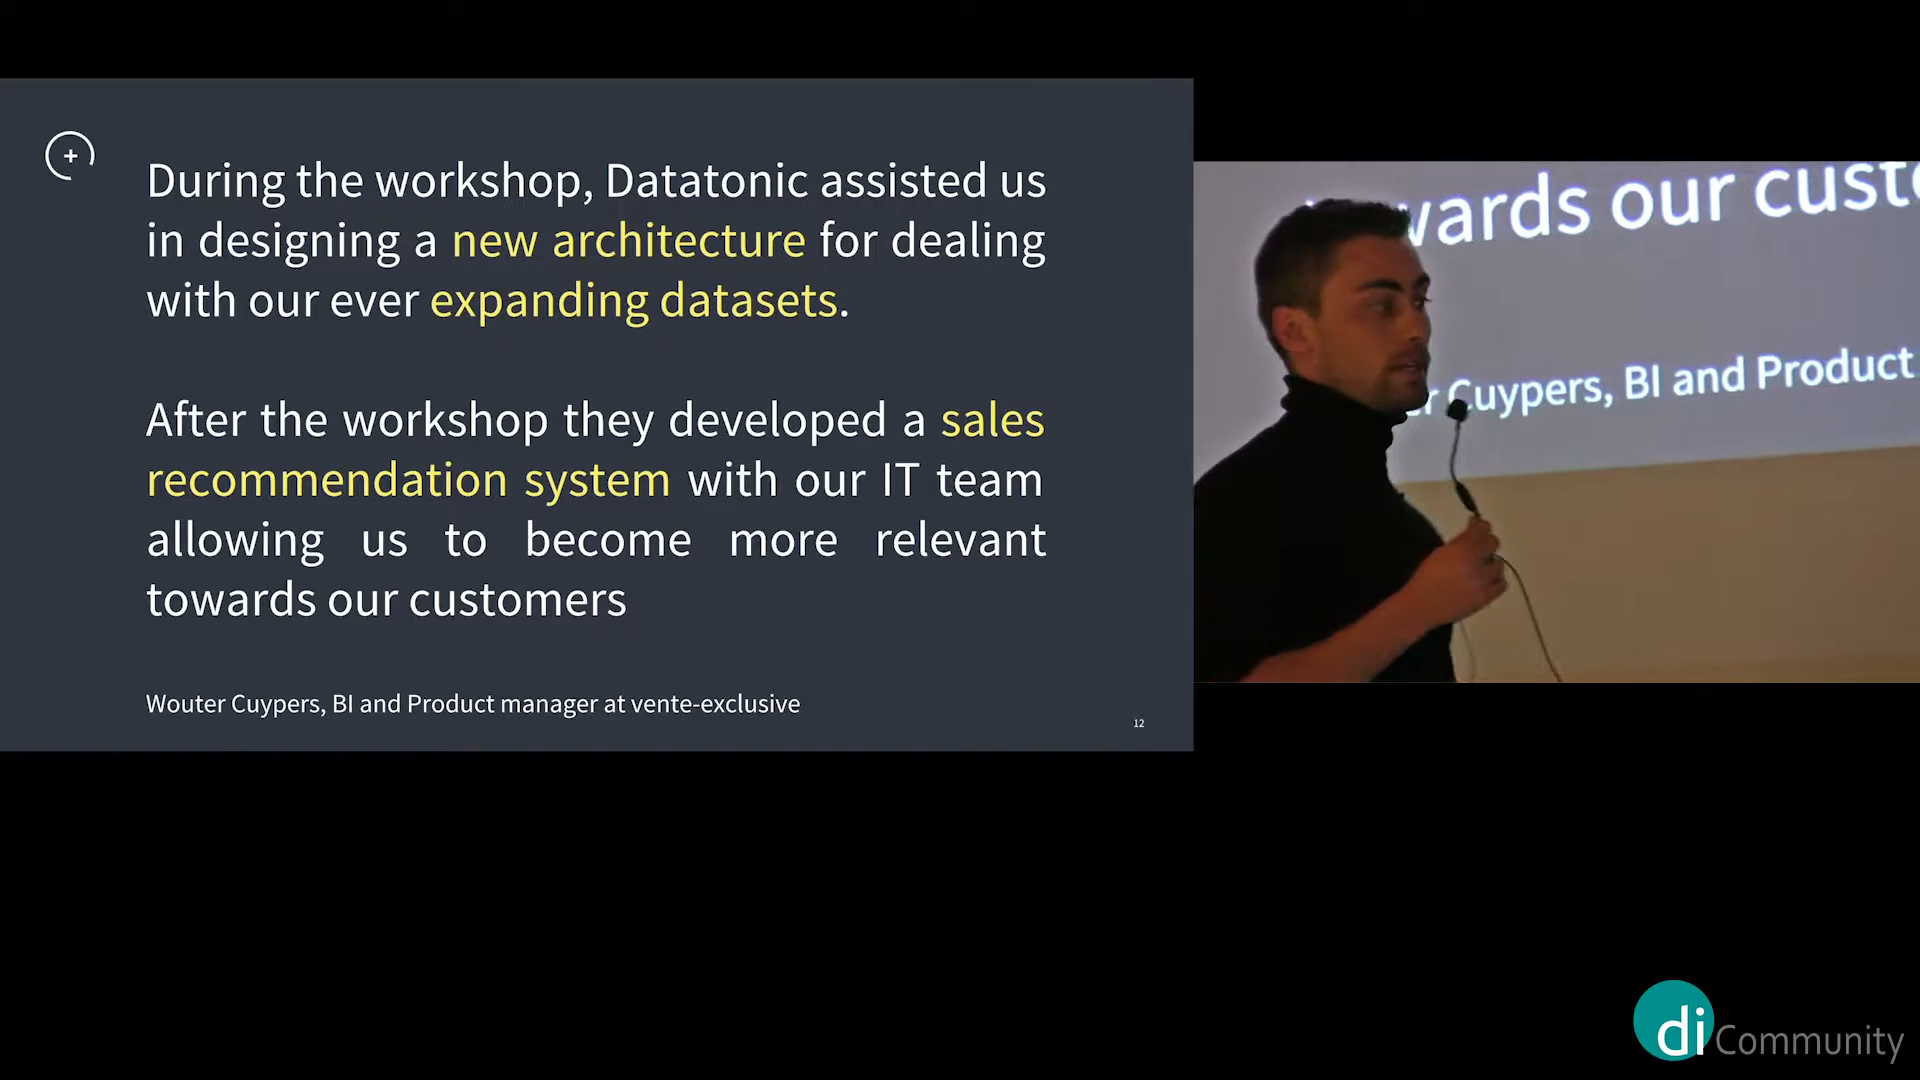 During the workshop, Datatonic assisted us
in designing a new architecture for dealing
with our ever expanding datasets.
After the workshop they developed a sales
recommendation system with our IT team
allowing us to become more relevant
towards our customers
Wouter Cuypers, BI and Product manager at vente-exclusive
12
wards our custo
er Cuypers, BI and Product
di Community